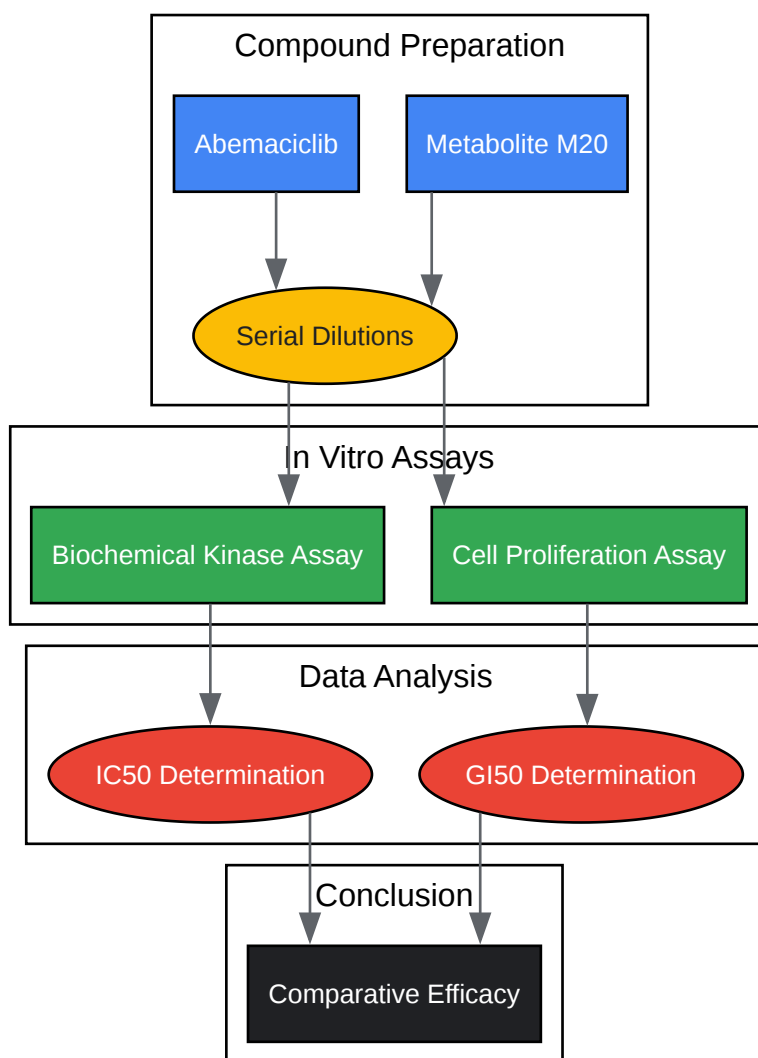 Compound Preparation
Abemaciclib
Metabolite M20
Serial Dilutions
In Vitro Assays
Biochemical Kinase Assay
Cell Proliferation Assay
Data Analysis
IC50 Determination
GI50 Determination
Conclusion
Comparative Efficacy